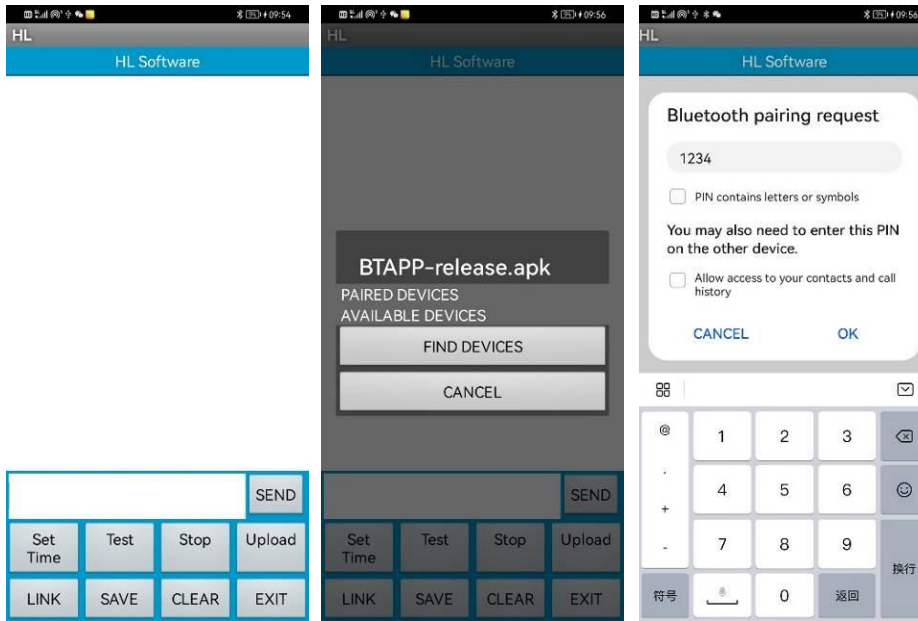 09:54
HL
HL Software
SEND
Set Time
Test
Stop
Upload
LINK
SAVE
CLEAR
EXIT
09:56
HL
HL Software
BTAPP-release.apk
PAIRED DEVICES
AVAILABLE DEVICES
FIND DEVICES
CANCEL
SEND
Set Time
Test
Stop
Upload
LINK
SAVE
CLEAR
EXIT
09:56
HL
HL Software
Bluetooth pairing request
1234
PIN contains letters or symbols
You may also need to enter this PIN
on the other device.
Allow access to your contacts and call
history
CANCEL
OK
@
1
2
3
.
4
5
6
+
-
7
8
9
换行
符号
0
返回